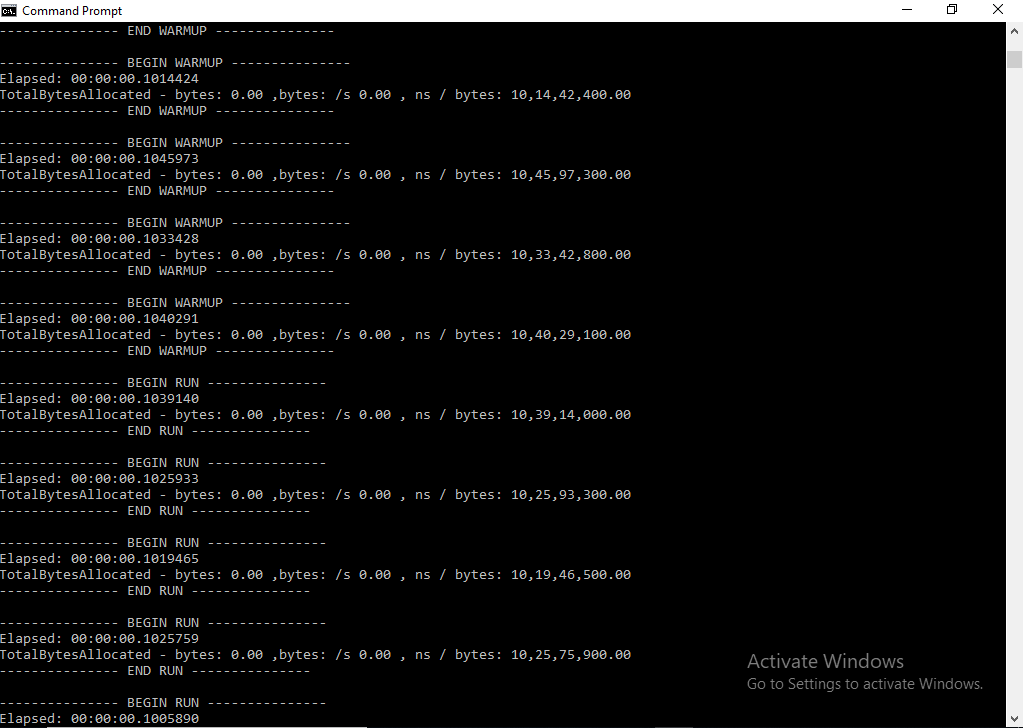 Command Prompt
--------------- END WARMUP ---------------
--------------- BEGIN WARMUP ---------------
Elapsed: 00:00:00.1014424
TotalBytesAllocated - bytes: 0.00 ,bytes: /s 0.00 , ns / bytes: 10,14,42,400.00
--------------- END WARMUP ---------------
--------------- BEGIN WARMUP ---------------
Elapsed: 00:00:00.1045973
TotalBytesAllocated - bytes: 0.00 ,bytes: /s 0.00 , ns / bytes: 10,45,97,300.00
--------------- END WARMUP ---------------
--------------- BEGIN WARMUP ---------------
Elapsed: 00:00:00.1033428
TotalBytesAllocated - bytes: 0.00 ,bytes: /s 0.00 , ns / bytes: 10,33,42,800.00
--------------- END WARMUP ---------------
--------------- BEGIN WARMUP ---------------
Elapsed: 00:00:00.1040291
TotalBytesAllocated - bytes: 0.00 ,bytes: /s 0.00 , ns / bytes: 10,40,29,100.00
--------------- END WARMUP ---------------
--------------- BEGIN RUN ---------------
Elapsed: 00:00:00.1039140
TotalBytesAllocated - bytes: 0.00 ,bytes: /s 0.00 , ns / bytes: 10,39,14,000.00
--------------- END RUN ---------------
--------------- BEGIN RUN ---------------
Elapsed: 00:00:00.1025933
TotalBytesAllocated - bytes: 0.00 ,bytes: /s 0.00 , ns / bytes: 10,25,93,300.00
--------------- END RUN ---------------
--------------- BEGIN RUN ---------------
Elapsed: 00:00:00.1019465
TotalBytesAllocated - bytes: 0.00 ,bytes: /s 0.00 , ns / bytes: 10,19,46,500.00
--------------- END RUN ---------------
--------------- BEGIN RUN ---------------
Elapsed: 00:00:00.1025759
TotalBytesAllocated - bytes: 0.00 ,bytes: /s 0.00 , ns / bytes: 10,25,75,900.00
--------------- END RUN ---------------
--------------- BEGIN RUN ---------------
Elapsed: 00:00:00.1005890
Activate Windows
Go to Settings to activate Windows.